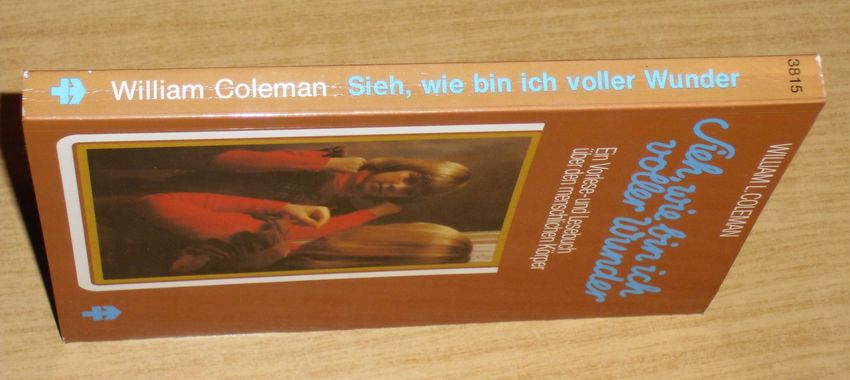 William Coleman: Sieh, wie bin ich voller Wunder
3815
WILLIAM L. COLEMAN
Sieh, wie bin ich
voller Wunder
Ein Vorlese- und Lesebuch
über den menschlichen Körper